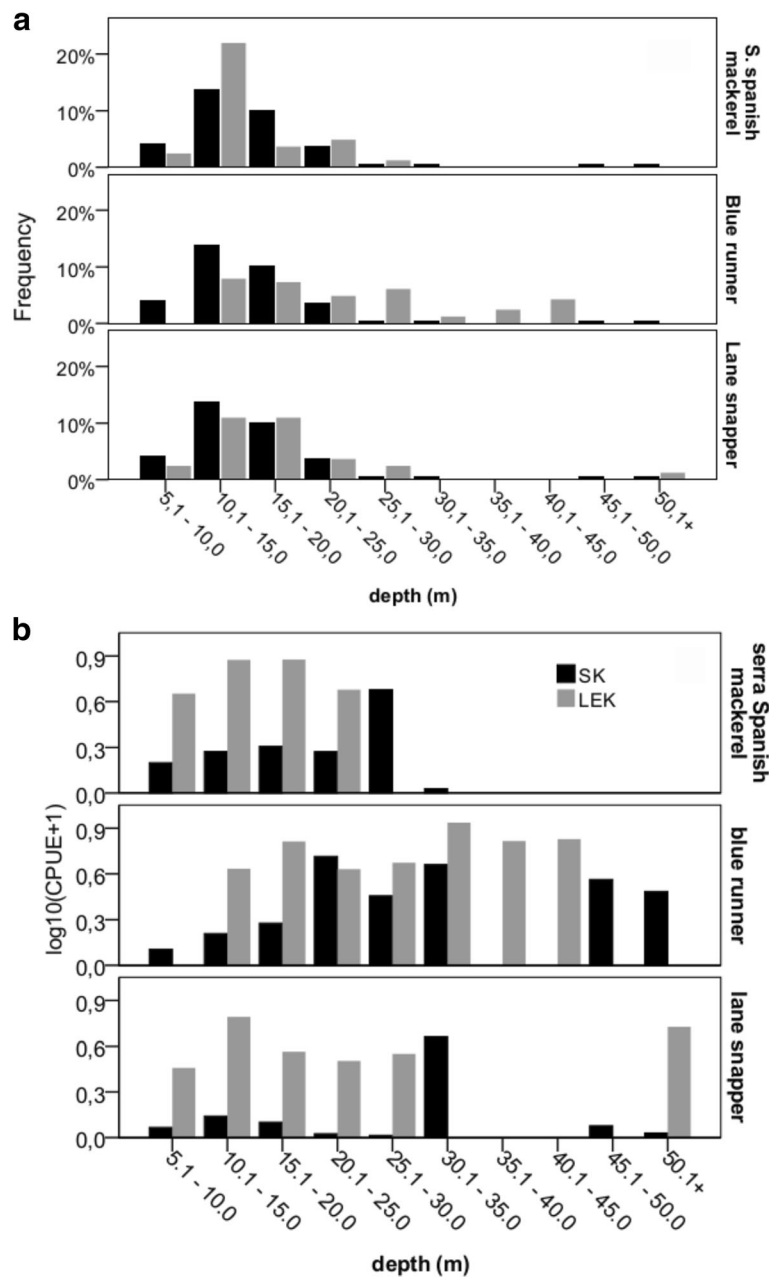 a
S. spanish
mackerel
20%
10%
0%
Blue runner
20%
10%
0%
Frequency
Lane snapper
20%
10%
0%
5,1 - 10,0
10,1 - 15,0
15,1 - 20,0
20,1 - 25,0
25,1 - 30,0
30,1 - 35,0
35,1 - 40,0
40,1 - 45,0
45,1 - 50,0
50,1+
depth (m)
b
serra Spanish
mackerel
SK
LEK
0,9
0,6
0,3
0,0
blue runner
0,9
0,6
0,3
0,0
log10(CPUE+1)
lane snapper
0,9
0,6
0,3
0,0
5.1 - 10.0
10.1 - 15.0
15.1 - 20.0
20.1 - 25.0
25.1 - 30.0
30.1 - 35.0
35.1 - 40.0
40.1 - 45.0
45.1 - 50.0
50.1+
depth (m)